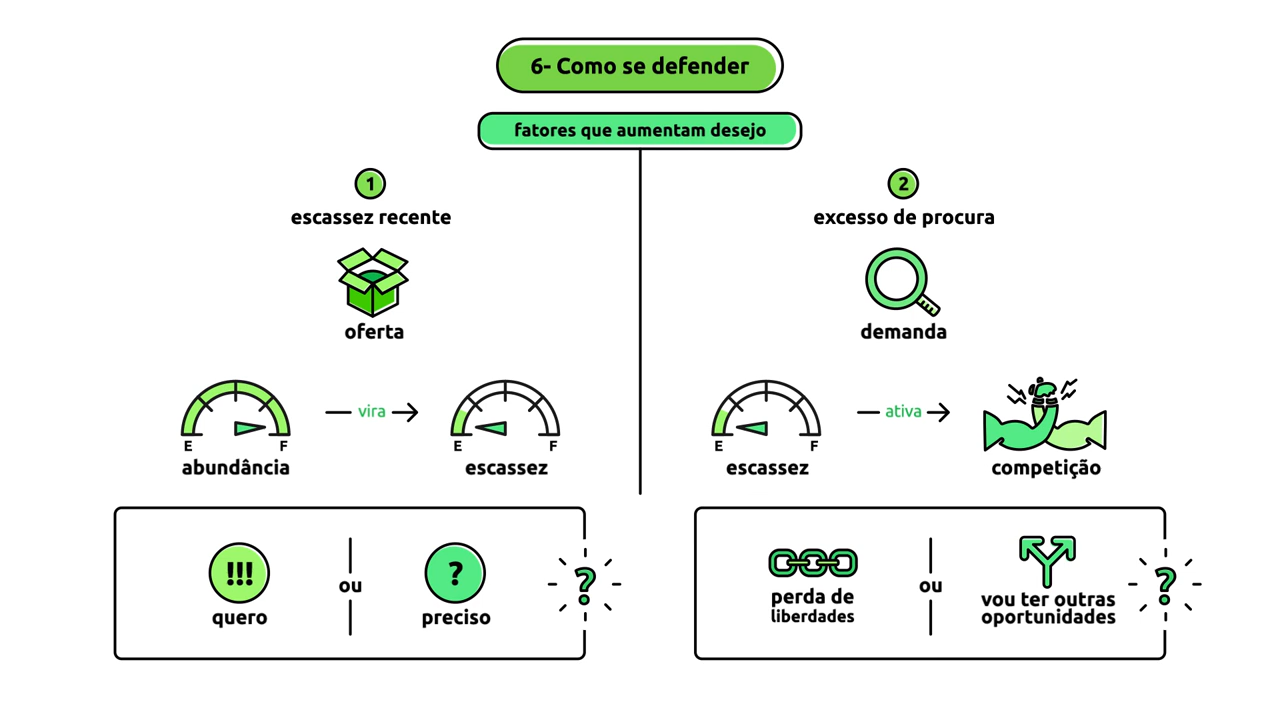 6- Como se defender
fatores que aumentam desejo
1
escassez recente
oferta
E
F
abundância
vira
E
F
escassez
!!!
quero
ou
?
preciso
?
2
excesso de procura
demanda
E
F
escassez
ativa
competição
perda de
liberdades
ou
vou ter outras
oportunidades
?